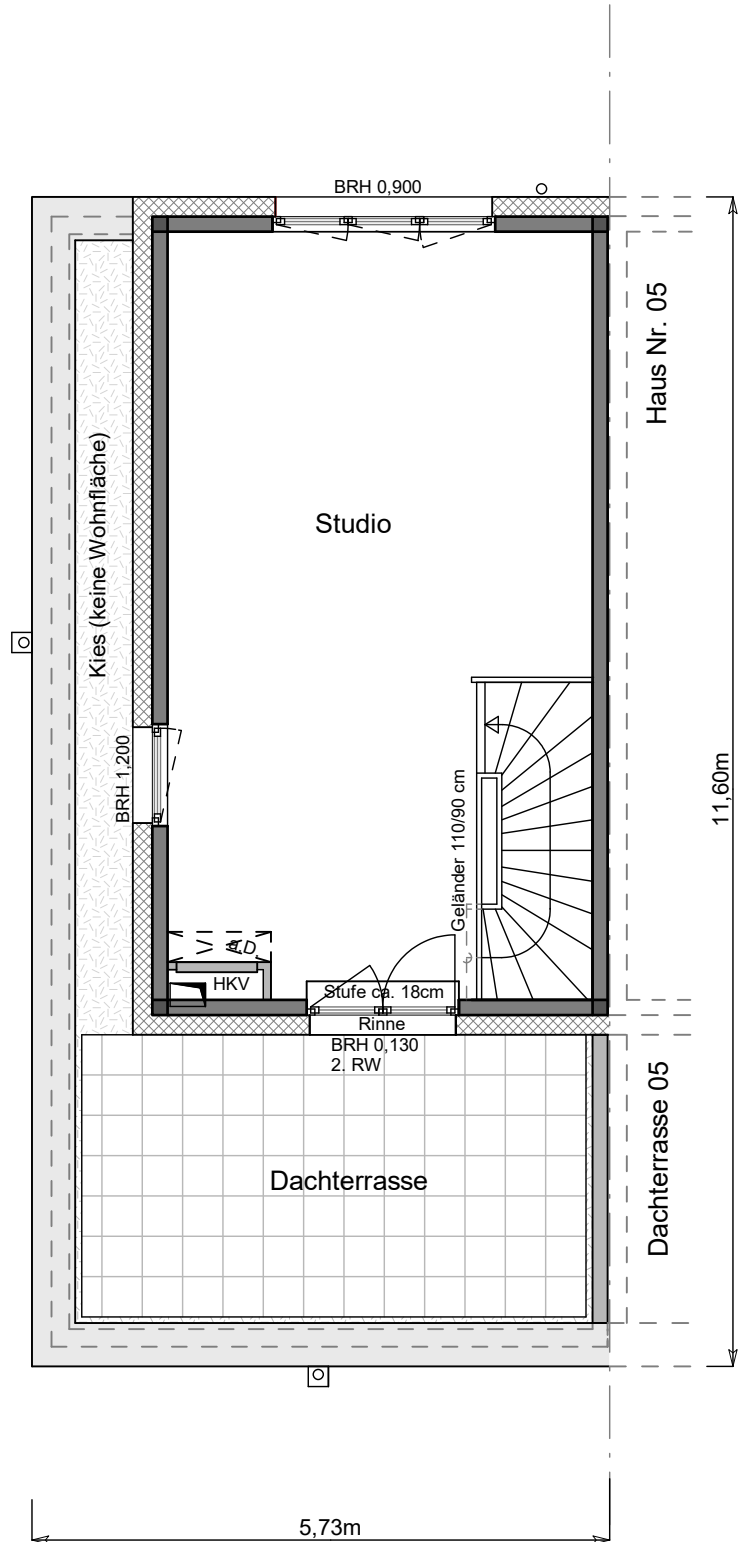 BRH 0,900
Haus Nr. 05
Kies (keine Wohnfläche)
Studio
BRH 1,200
11,60m
Geländer 110/90 cm
a.D
HKV
Stufe ca. 18cm
Rinne
BRH 0,130
2. RW
Dachterrasse
Dachterrasse 05
5,73m